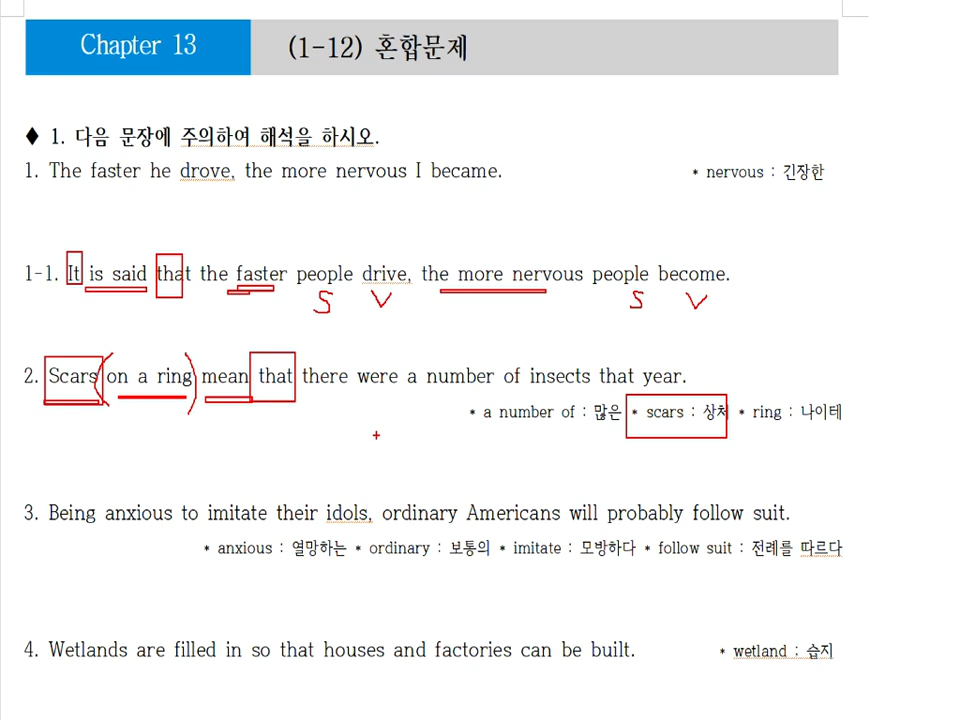 Chapter 13 (1-12) 혼합문제
◆ 1. 다음 문장에 주의하여 해석을 하시오.
1. The faster he drove, the more nervous I became. * nervous : 긴장한
1-1. It is said that the faster people drive, the more nervous people become.
S V S V
2. Scars on a ring mean that there were a number of insects that year.
* a number of : 많은 * scars : 상처 * ring : 나이테
3. Being anxious to imitate their idols, ordinary Americans will probably follow suit.
* anxious : 열망하는 * ordinary : 보통의 * imitate : 모방하다 * follow suit : 전례를 따르다
4. Wetlands are filled in so that houses and factories can be built. * wetland : 습지